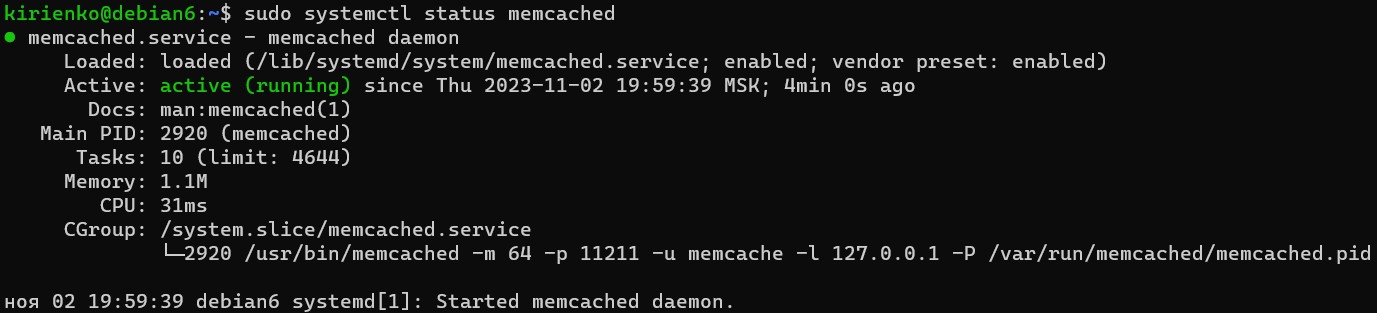 kirienko@debian6:~$ sudo systemctl status memcached
● memcached.service - memcached daemon
     Loaded: loaded (/lib/systemd/system/memcached.service; enabled; vendor preset: enabled)
     Active: active (running) since Thu 2023-11-02 19:59:39 MSK; 4min 0s ago
       Docs: man:memcached(1)
   Main PID: 2920 (memcached)
      Tasks: 10 (limit: 4644)
     Memory: 1.1M
        CPU: 31ms
     CGroup: /system.slice/memcached.service
             └─2920 /usr/bin/memcached -m 64 -p 11211 -u memcache -l 127.0.0.1 -P /var/run/memcached/memcached.pid

ноя 02 19:59:39 debian6 systemd[1]: Started memcached daemon.